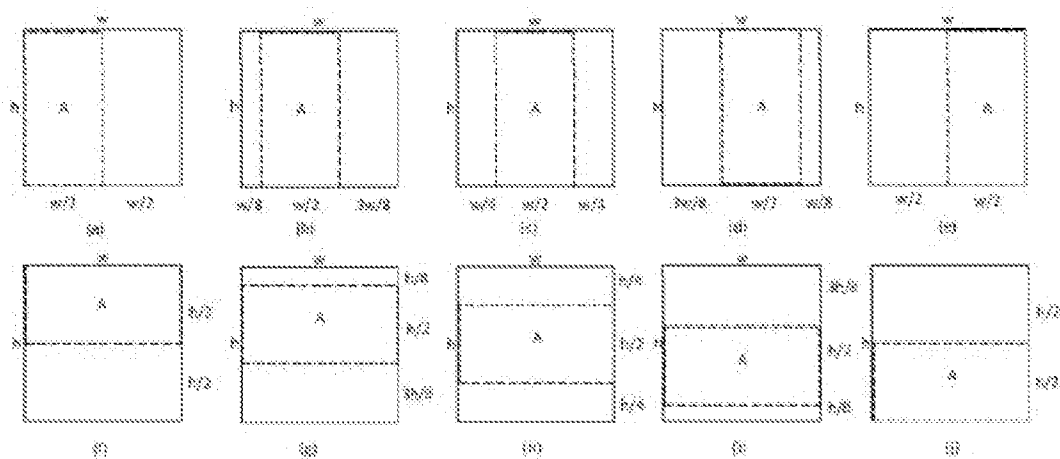 w w w w w
h A h A h A h A h A
w/2 w/2 w/8 w/2 3w/8 w/4 w/2 w/4 3w/8 w/2 w/8 w/2 w/2
(a) (b) (c) (d) (e)
w w w w
h/8 h/4 3h/8
A h/2 A h/2 A h/2 A h/2 A h/2
h h h h h
h/2 3h/8 h/4 h/8 h/2
(f) (g) (h) (i) (j)